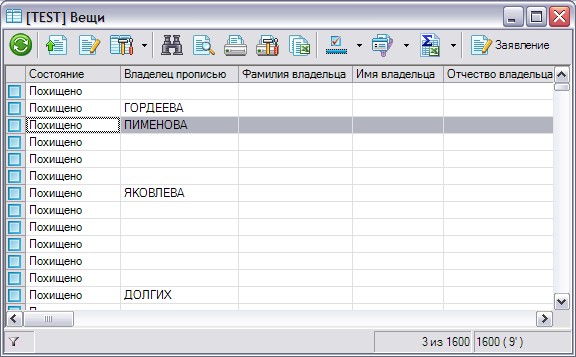 [TEST] Вещи
Заявление
Состояние Владелец прописью Фамилия владельца Имя владельца Отчество владельца
Похищено
Похищено ГОРДЕЕВА
Похищено ПИМЕНОВА
Похищено
Похищено
Похищено
Похищено ЯКОВЛЕВА
Похищено
Похищено
Похищено
Похищено
Похищено
Похищено ДОЛГИХ
3 из 1600 1600 ( 9' )